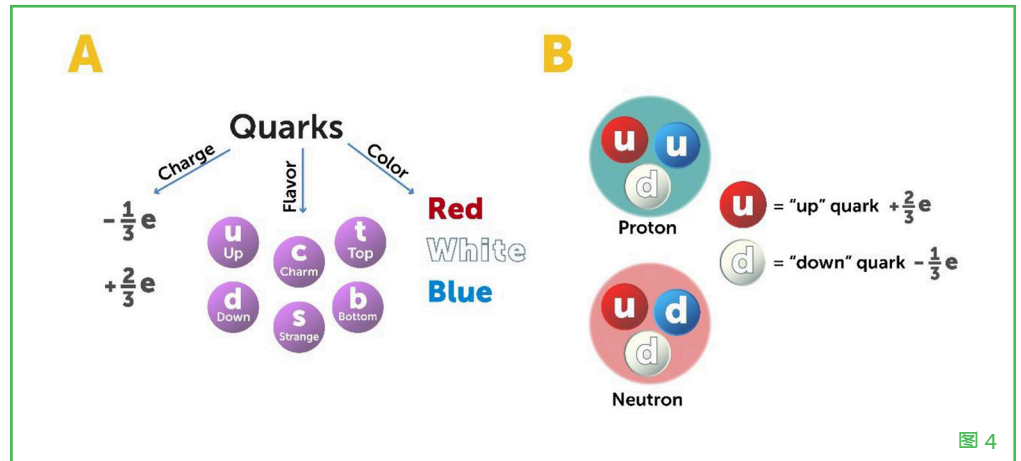 A
Quarks
Charge
Flavor
Color
− 1/3 e
+ 2/3 e
u
Up
c
Charm
t
Top
d
Down
s
Strange
b
Bottom
Red
White
Blue
B
u
u
d
Proton
u
d
d
Neutron
u = “up” quark + 2/3 e
d = “down” quark − 1/3 e
图 4